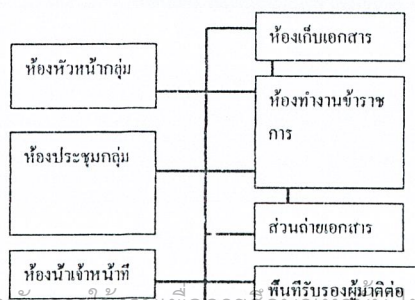 ห้องเก็บเอกสาร
ห้องหัวหน้ากลุ่ม
ห้องทำงานข้าราช
การ
ห้องประชุมกลุ่ม
ส่วนถ่ายเอกสาร
ห้องน้ำเจ้าหน้าที่
พื้นที่รับรองผู้มาติดต่อ